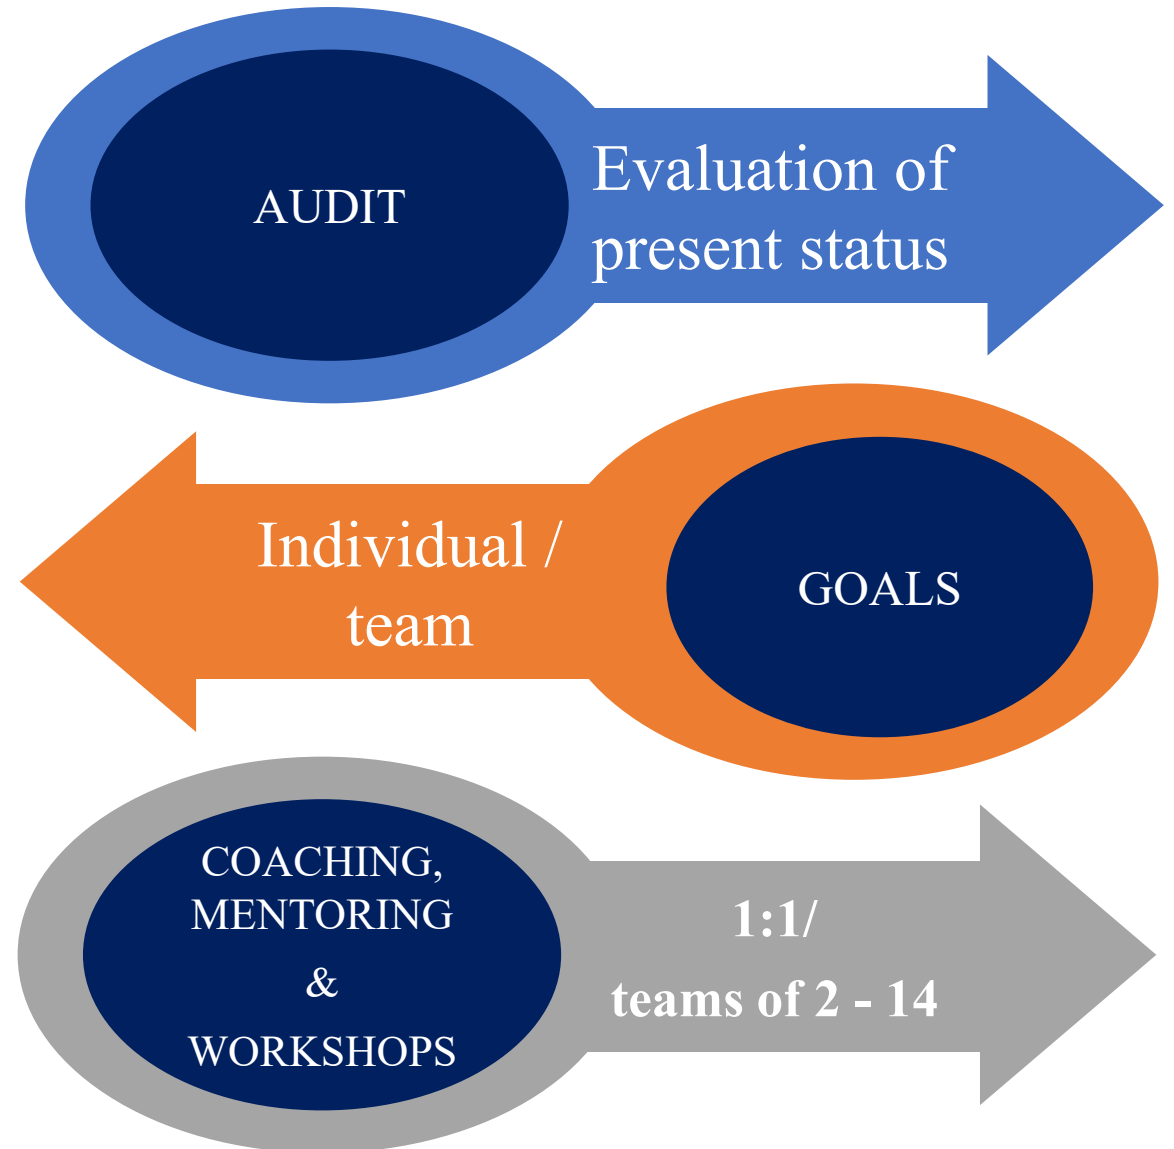 AUDIT
Evaluation of
present status
Individual /
team
GOALS
COACHING,
MENTORING
&
WORKSHOPS
1:1/
teams of 2 - 14